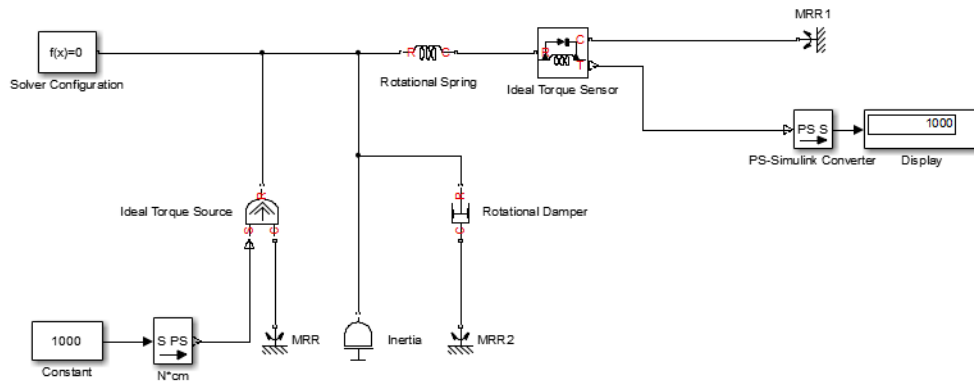 MRR1
f(x)=0
R
C
R
C
T
Solver Configuration
Rotational Spring
Ideal Torque Sensor
1000
PS S
PS-Simulink Converter
Display
R
Ideal Torque Source
S
C
R
Rotational Damper
C
1000
S PS
MRR
Inertia
MRR2
Constant
N*cm